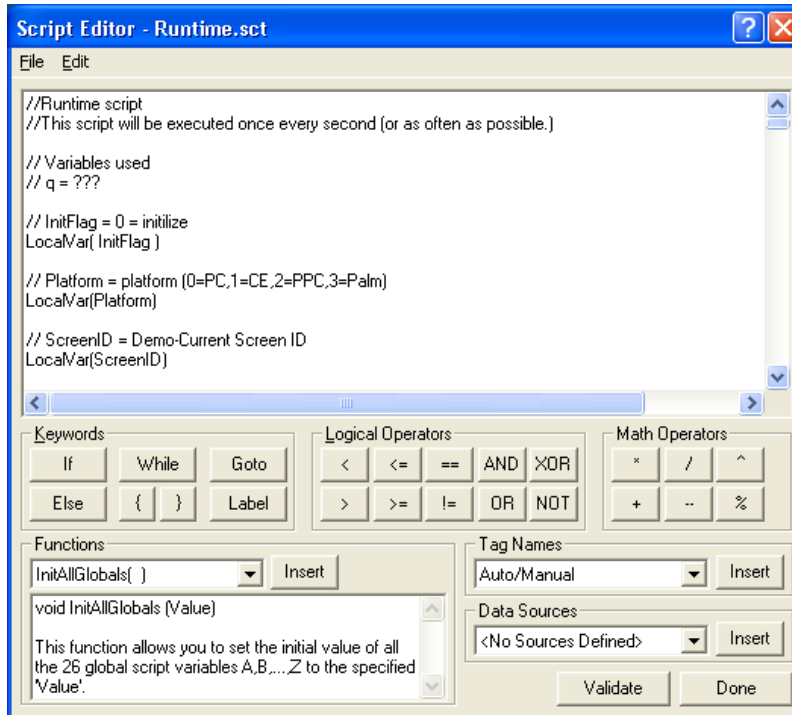 Script Editor - Runtime.sct
File Edit
//Runtime script
//This script will be executed once every second (or as often as possible.)
// Variables used
// q = ???
// InitFlag = 0 = initilize
LocalVar( InitFlag )
// Platform = platform (0=PC,1=CE,2=PPC,3=Palm)
LocalVar(Platform)
// ScreenID = Demo-Current Screen ID
LocalVar(ScreenID)
Keywords
If While Goto
Else { } Label
Logical Operators
< <= == AND XOR
> >= != OR NOT
Math Operators
* / ^
+ -- %
Functions
InitAllGlobals( ) Insert
void InitAllGlobals (Value)
This function allows you to set the initial value of all
the 26 global script variables A,B,...,Z to the specified
'Value'.
Tag Names
Auto/Manual Insert
Data Sources
<No Sources Defined> Insert
Validate Done